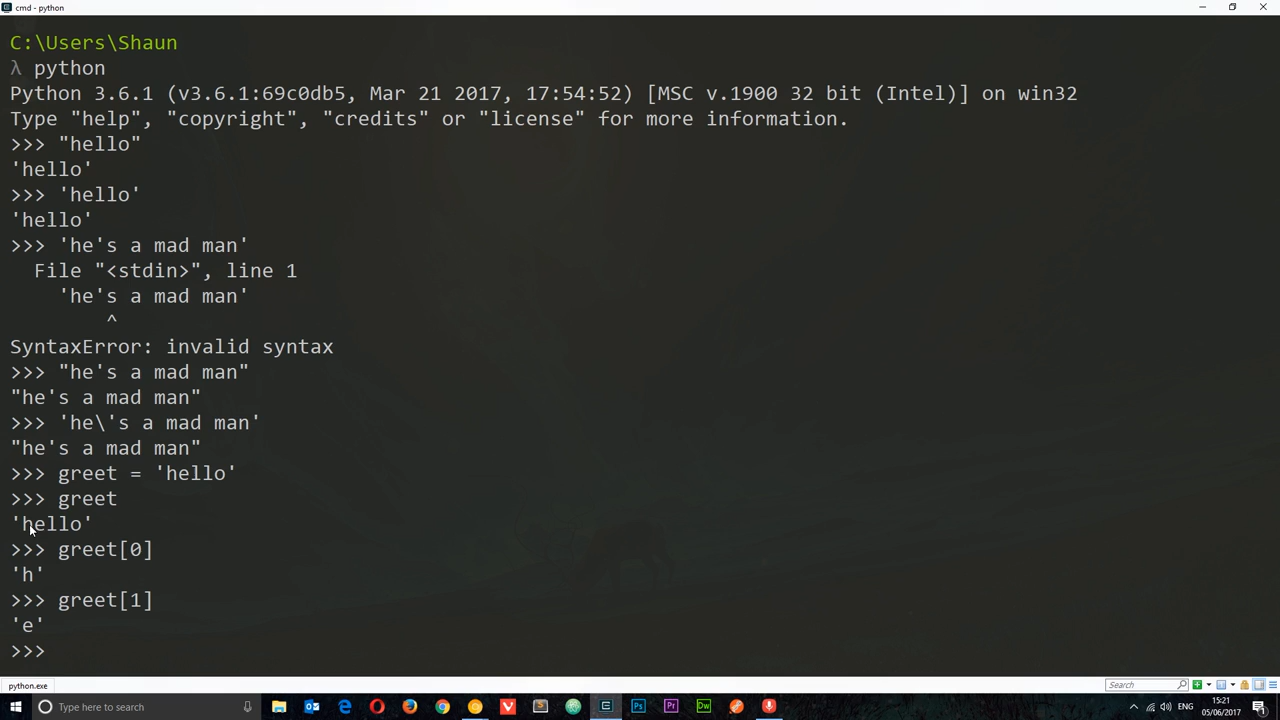 cmd - python
C:\Users\Shaun
λ python
Python 3.6.1 (v3.6.1:69c0db5, Mar 21 2017, 17:54:52) [MSC v.1900 32 bit (Intel)] on win32
Type "help", "copyright", "credits" or "license" for more information.
>>> "hello"
'hello'
>>> 'hello'
'hello'
>>> 'he's a mad man'
  File "<stdin>", line 1
    'he's a mad man'
        ^
SyntaxError: invalid syntax
>>> "he's a mad man"
"he's a mad man"
>>> 'he\'s a mad man'
"he's a mad man"
>>> greet = 'hello'
>>> greet
'hello'
>>> greet[0]
'h'
>>> greet[1]
'e'
>>>
python.exe
Search
Type here to search
Ps
Pr
Dw
ENG
15:21
05/06/2017